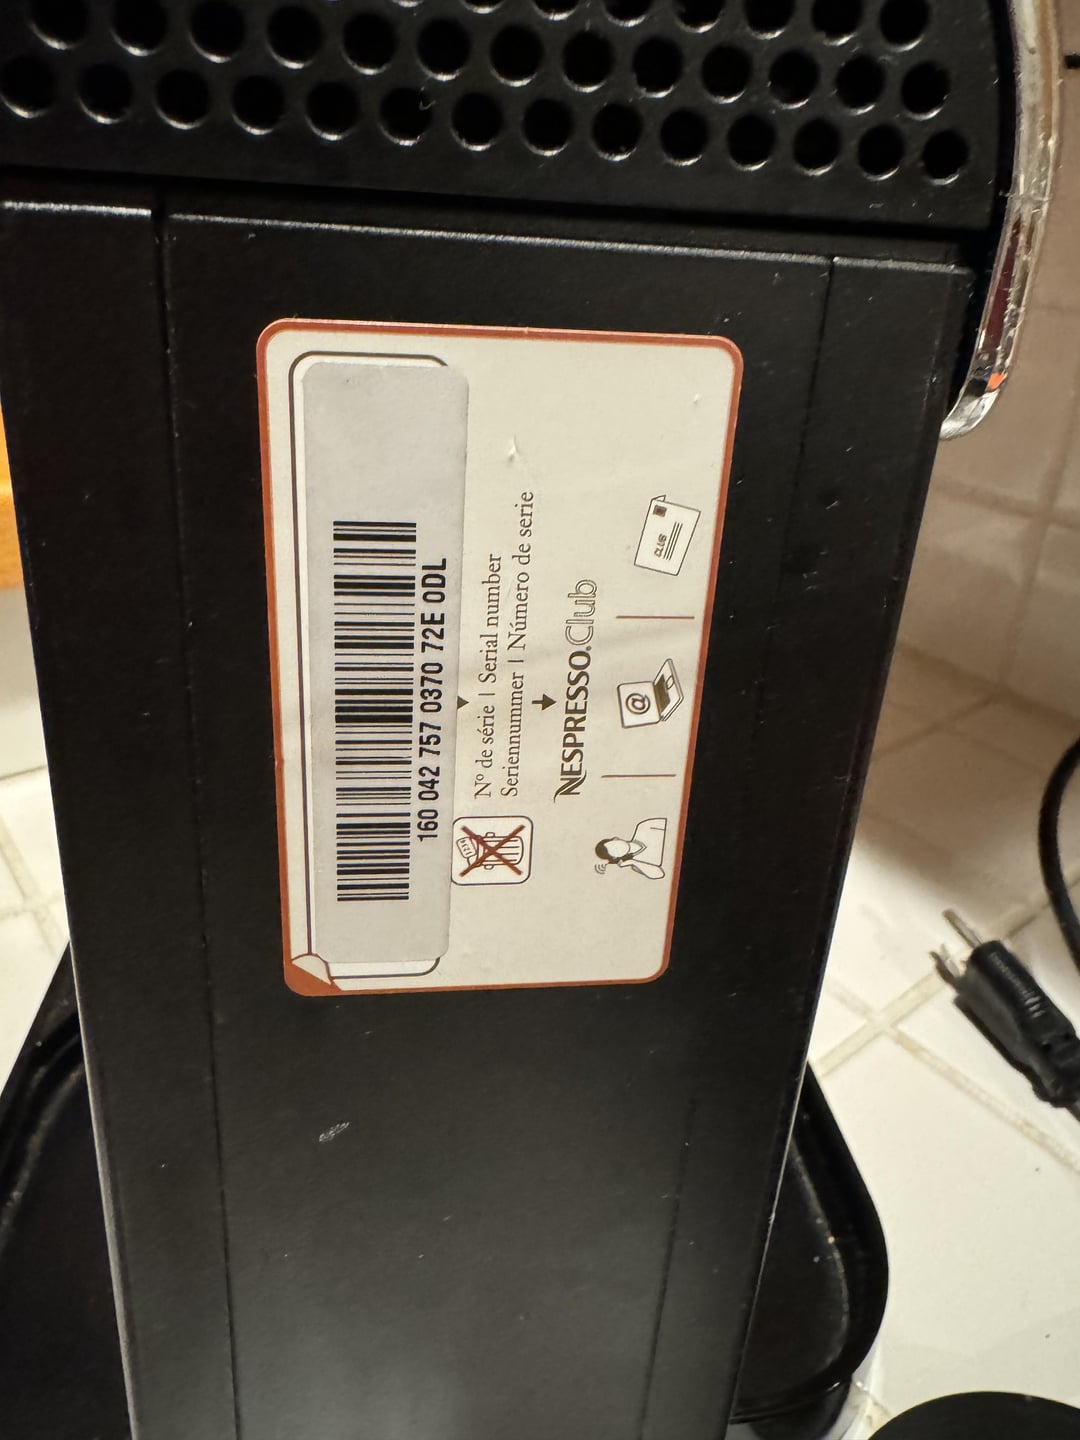 160 042 757 0370 72E 0DL
Nº de série | Serial number
Seriennummer | Número de serie
NESPRESSO.Club
@
CLUB